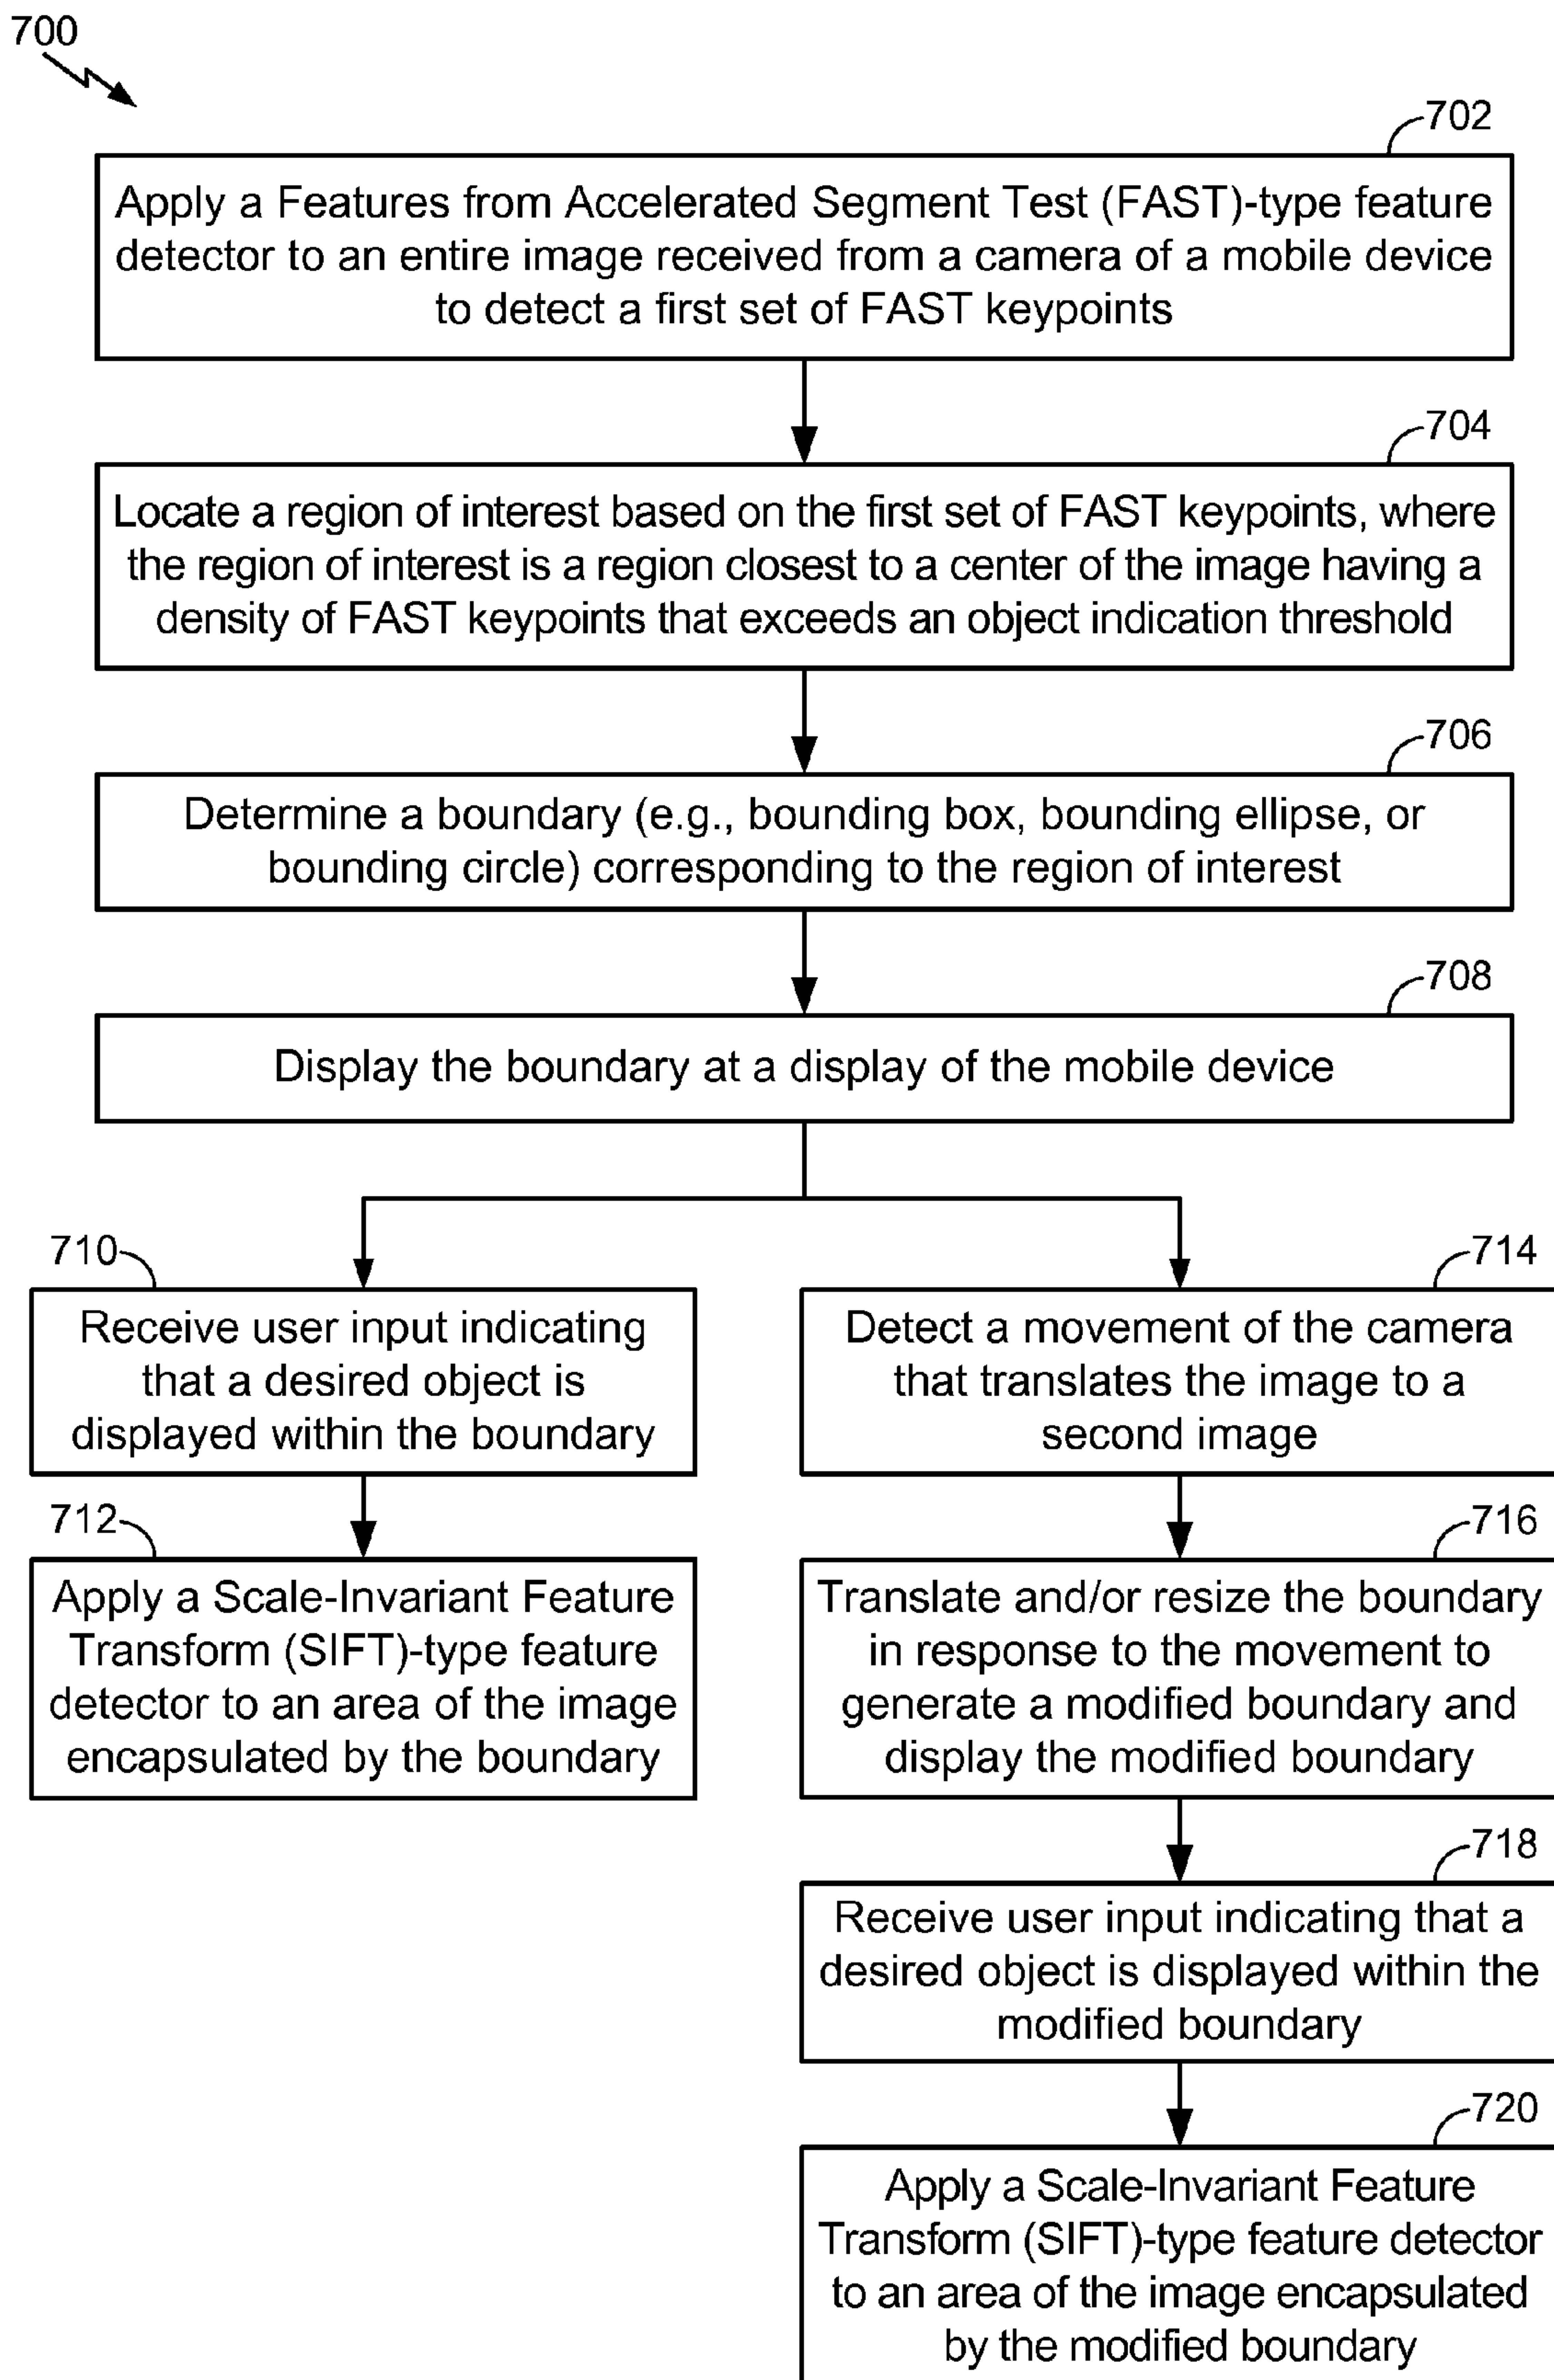 700
702
Apply a Features from Accelerated Segment Test (FAST)-type feature
detector to an entire image received from a camera of a mobile device
to detect a first set of FAST keypoints
704
Locate a region of interest based on the first set of FAST keypoints, where
the region of interest is a region closest to a center of the image having a
density of FAST keypoints that exceeds an object indication threshold
706
Determine a boundary (e.g., bounding box, bounding ellipse, or
bounding circle) corresponding to the region of interest
708
Display the boundary at a display of the mobile device
710
Receive user input indicating
that a desired object is
displayed within the boundary
712
Apply a Scale-Invariant Feature
Transform (SIFT)-type feature
detector to an area of the image
encapsulated by the boundary
714
Detect a movement of the camera
that translates the image to a
second image
716
Translate and/or resize the boundary
in response to the movement to
generate a modified boundary and
display the modified boundary
718
Receive user input indicating that a
desired object is displayed within the
modified boundary
720
Apply a Scale-Invariant Feature
Transform (SIFT)-type feature detector
to an area of the image encapsulated
by the modified boundary